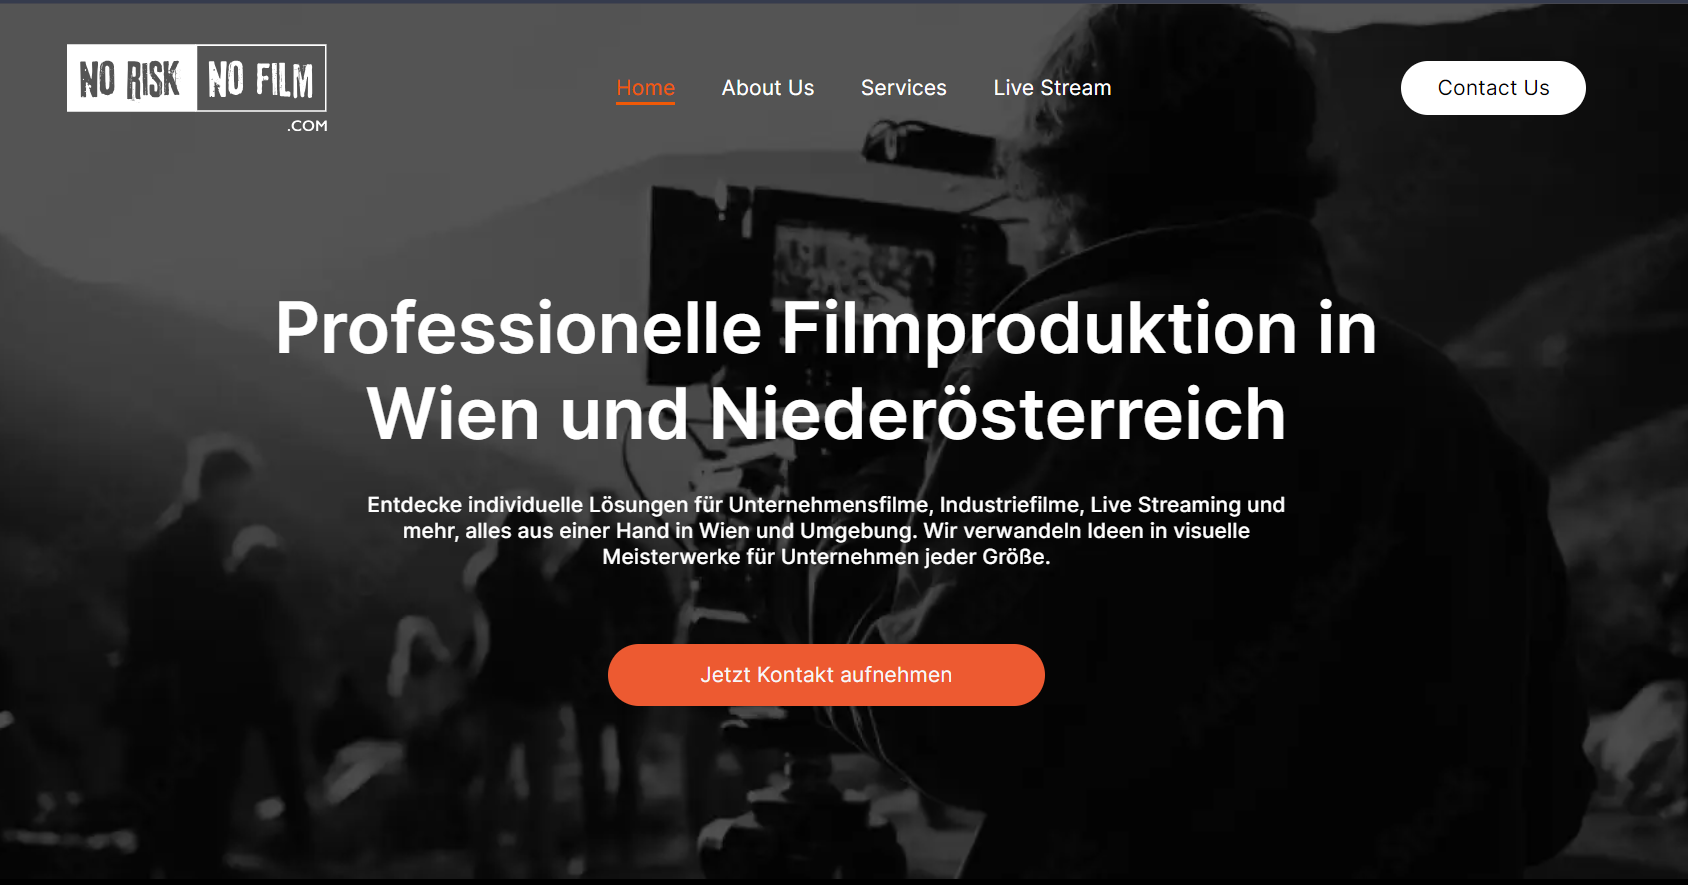 NO RISK NO FILM
.COM
Home About Us Services Live Stream Contact Us
Professionelle Filmproduktion in
Wien und Niederösterreich
Entdecke individuelle Lösungen für Unternehmensfilme, Industriefilme, Live Streaming und
mehr, alles aus einer Hand in Wien und Umgebung. Wir verwandeln Ideen in visuelle
Meisterwerke für Unternehmen jeder Größe.
Jetzt Kontakt aufnehmen